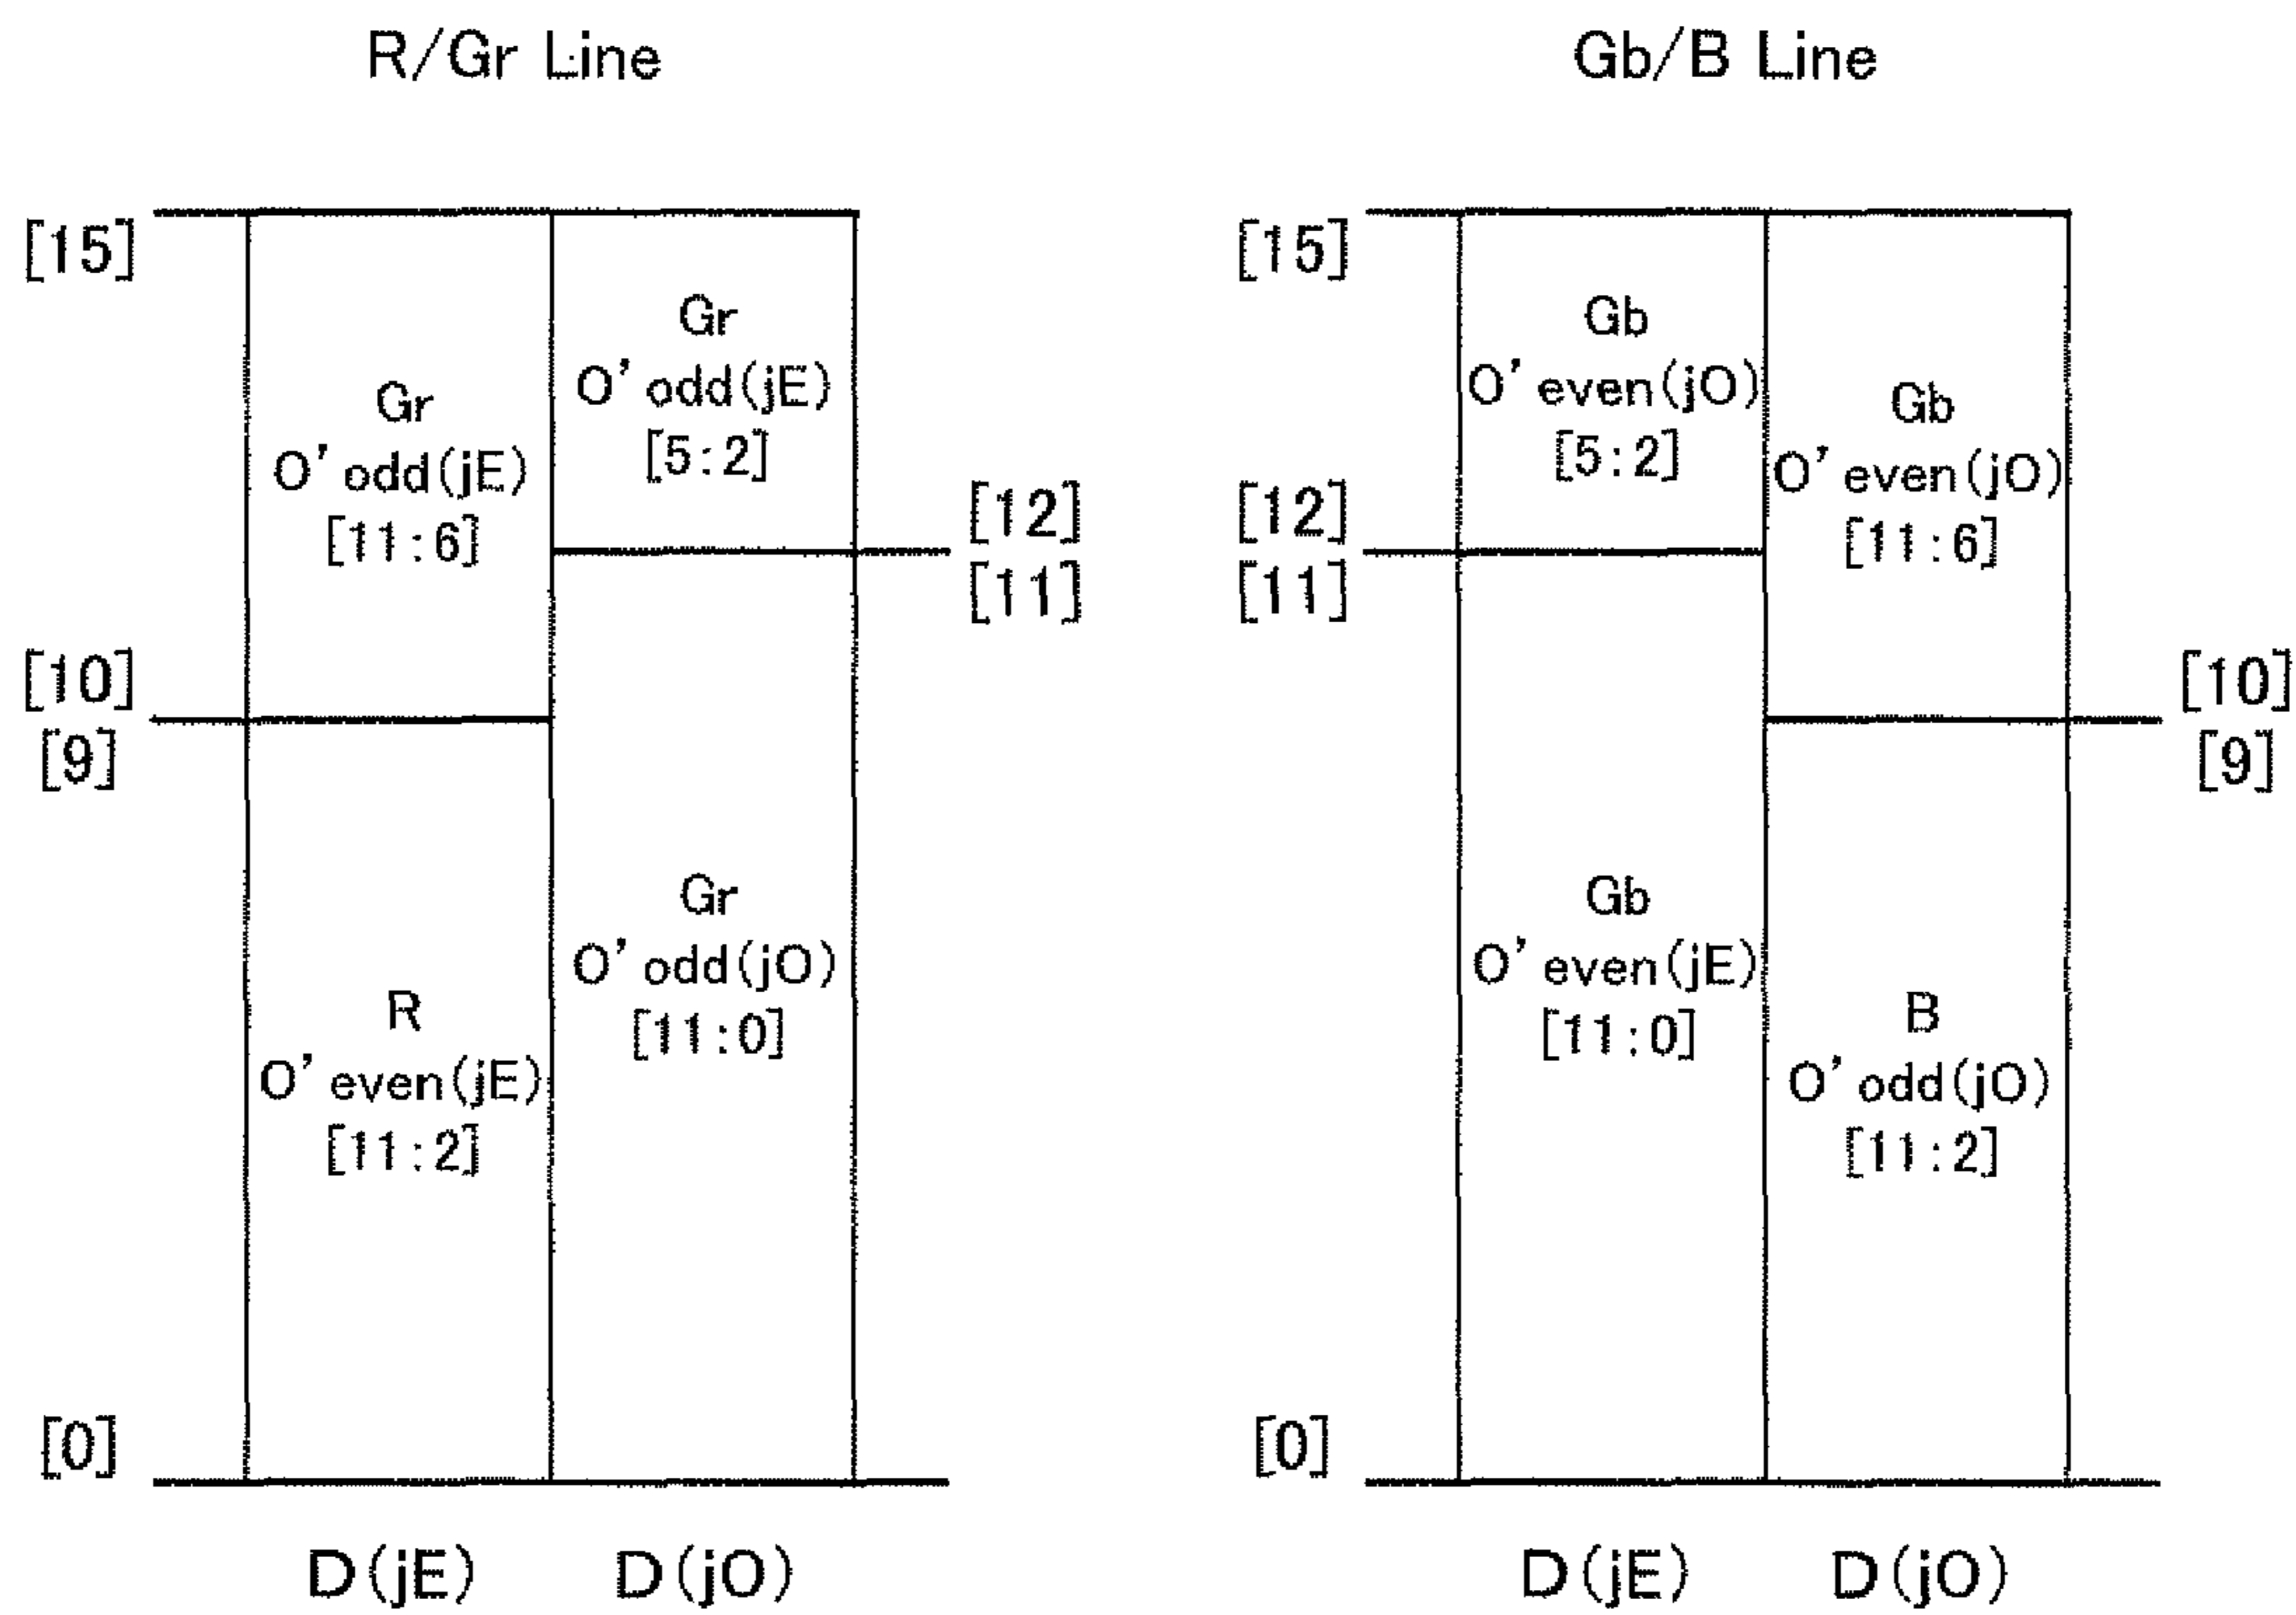 R/Gr Line
[15]
[10]
[9]
[0]
Gr
O' odd(jE)
[11:6]
R
O' even(jE)
[11:2]
Gr
O' odd(jE)
[5:2]
Gr
O' odd(jO)
[11:0]
[12]
[11]
D(jE)
D(jO)
Gb/B Line
[15]
[12]
[11]
[0]
Gb
O' even(jO)
[5:2]
Gb
O' even(jE)
[11:0]
Gb
O' even(jO)
[11:6]
B
O' odd(jO)
[11:2]
[10]
[9]
D(jE)
D(jO)